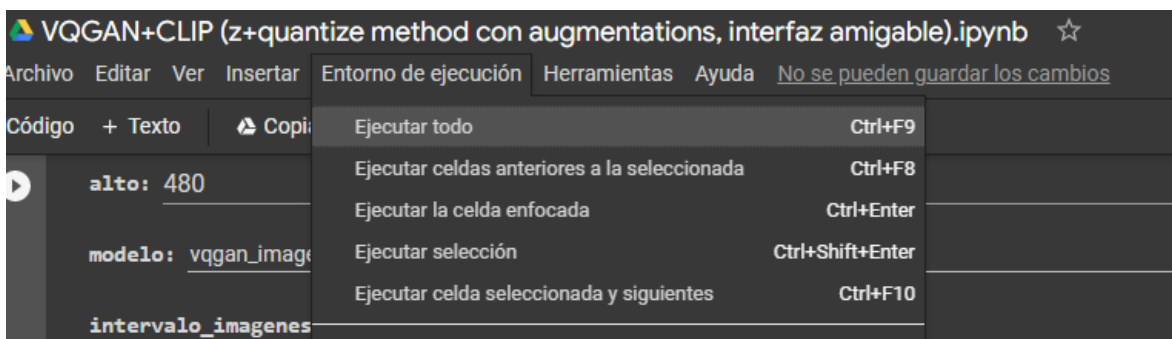 VQGAN+CLIP (z+quantize method con augmentations, interfaz amigable).ipynb
Archivo Editar Ver Insertar Entorno de ejecución Herramientas Ayuda No se pueden guardar los cambios
Código + Texto Copia
Ejecutar todo Ctrl+F9
Ejecutar celdas anteriores a la seleccionada Ctrl+F8
alto: 480
Ejecutar la celda enfocada Ctrl+Enter
modelo: vqgan_image
Ejecutar selección Ctrl+Shift+Enter
Ejecutar celda seleccionada y siguientes Ctrl+F10
intervalo_imagenes